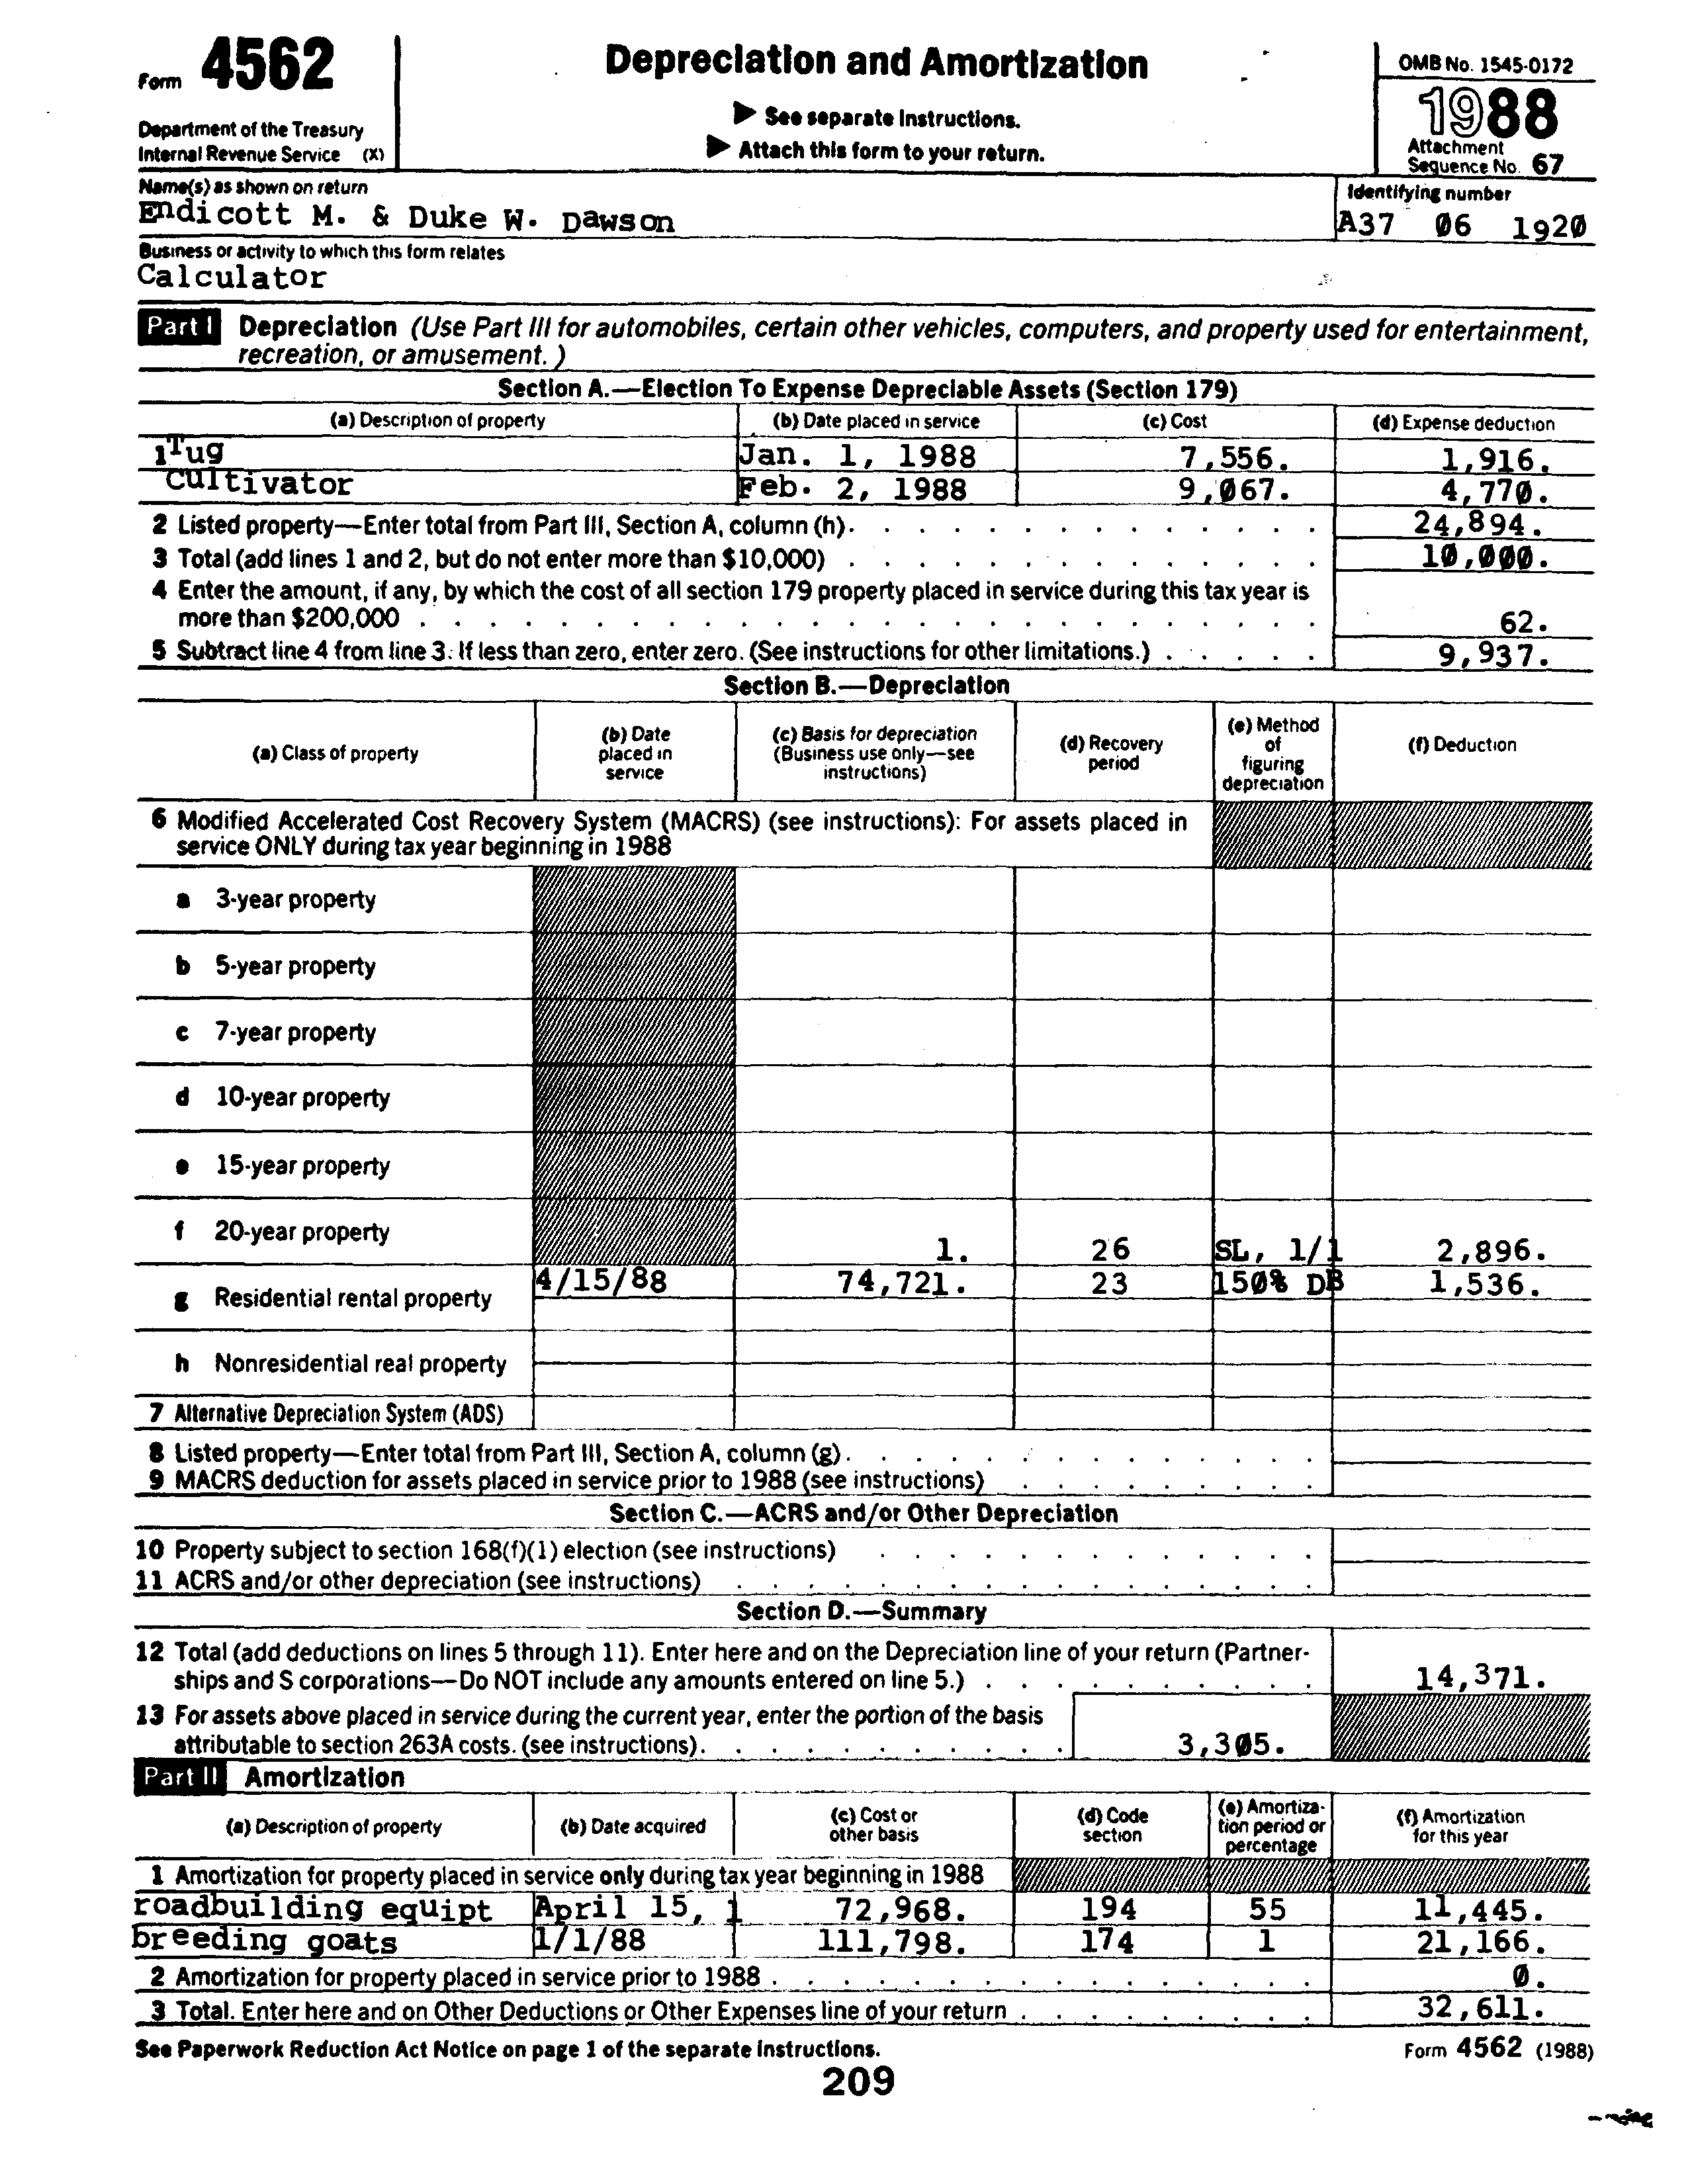 Form 4562
Department of the Treasury
Internal Revenue Service (X)
Depreciation and Amortization
▶ See separate Instructions.
▶ Attach this form to your return.
OMB No. 1545-0172
1988
Attachment
Sequence No. 67
Name(s) as shown on return
Endicott M. & Duke W. Dawson
Identifying number
A37 06 1920
Business or activity to which this form relates
Calculator
Part I Depreciation (Use Part III for automobiles, certain other vehicles, computers, and property used for entertainment,
recreation, or amusement.)
Section A.—Election To Expense Depreciable Assets (Section 179)
(a) Description of property (b) Date placed in service (c) Cost (d) Expense deduction
1 Tug Jan. 1, 1988 7,556. 1,916.
Cultivator Feb. 2, 1988 9,067. 4,770.
2 Listed property—Enter total from Part III, Section A, column (h). 24,894.
3 Total (add lines 1 and 2, but do not enter more than $10,000) 10,000.
4 Enter the amount, if any, by which the cost of all section 179 property placed in service during this tax year is
more than $200,000 62.
5 Subtract line 4 from line 3. If less than zero, enter zero. (See instructions for other limitations.) 9,937.
Section B.—Depreciation
(a) Class of property
(b) Date
placed in
service
(c) Basis for depreciation
(Business use only—see
instructions)
(d) Recovery
period
(e) Method
of
figuring
depreciation
(f) Deduction
6 Modified Accelerated Cost Recovery System (MACRS) (see instructions): For assets placed in
service ONLY during tax year beginning in 1988
a 3-year property
b 5-year property
c 7-year property
d 10-year property
e 15-year property
f 20-year property 1. 26 SL, 1/1 2,896.
g Residential rental property 4/15/88 74,721. 23 150% DB 1,536.
h Nonresidential real property
7 Alternative Depreciation System (ADS)
8 Listed property—Enter total from Part III, Section A, column (g).
9 MACRS deduction for assets placed in service prior to 1988 (see instructions)
Section C.—ACRS and/or Other Depreciation
10 Property subject to section 168(f)(1) election (see instructions)
11 ACRS and/or other depreciation (see instructions)
Section D.—Summary
12 Total (add deductions on lines 5 through 11). Enter here and on the Depreciation line of your return (Partner-
ships and S corporations—Do NOT include any amounts entered on line 5.) 14,371.
13 For assets above placed in service during the current year, enter the portion of the basis
attributable to section 263A costs. (see instructions). 3,305.
Part II Amortization
(a) Description of property
(b) Date acquired
(c) Cost or
other basis
(d) Code
section
(e) Amortiza-
tion period or
percentage
(f) Amortization
for this year
1 Amortization for property placed in service only during tax year beginning in 1988
roadbuilding equipt April 15, 1 72,968. 194 55 11,445.
breeding goats 1/1/88 111,798. 174 1 21,166.
2 Amortization for property placed in service prior to 1988 0.
3 Total. Enter here and on Other Deductions or Other Expenses line of your return 32,611.
See Paperwork Reduction Act Notice on page 1 of the separate Instructions.
Form 4562 (1988)
209